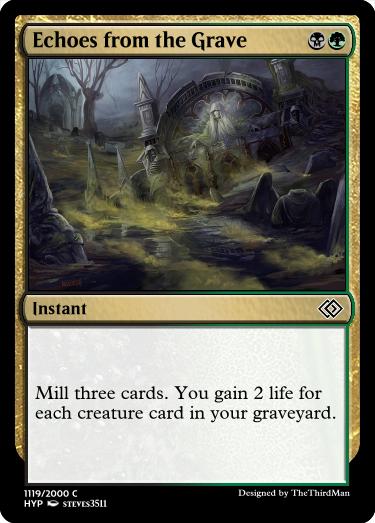 Echoes from the Grave
Instant
Mill three cards. You gain 2 life for
each creature card in your graveyard.
1119/2000 C
HYP STEVES3511
Designed by TheThirdMan